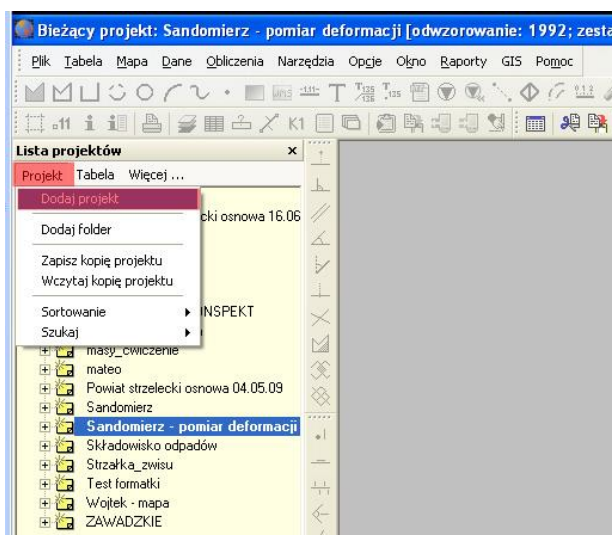 Bieżący projekt: Sandomierz - pomiar deformacji [odwzorowanie: 1992; zesta
Plik Tabela Mapa Dane Obliczenia Narzędzia Opcje Okno Raporty GIS Pomoc
K1
Lista projektów x
Projekt Tabela Więcej ...
Dodaj projekt
cki osnowa 16.06
Dodaj folder
Zapisz kopię projektu
Wczytaj kopię projektu
Sortowanie
NSPEKT
Szukaj
masy_cwiczenie
mateo
Powiat strzelecki osnowa 04.05.09
Sandomierz
Sandomierz - pomiar deformacji
Składowisko odpadów
Strzałka_zwisu
Test formatki
Wojtek - mapa
ZAWADZKIE